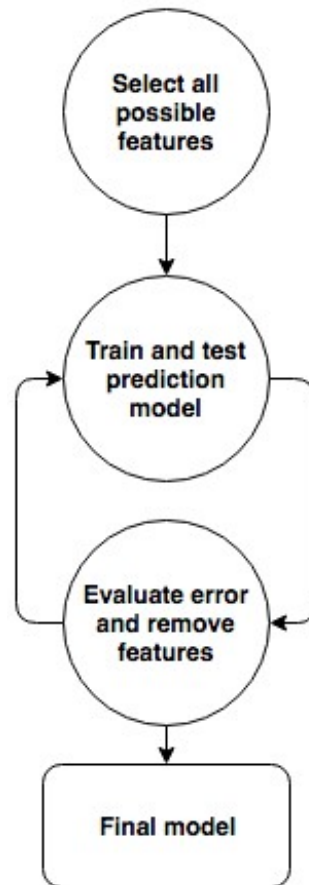 Select all
possible
features
Train and test
prediction
model
Evaluate error
and remove
features
Final model